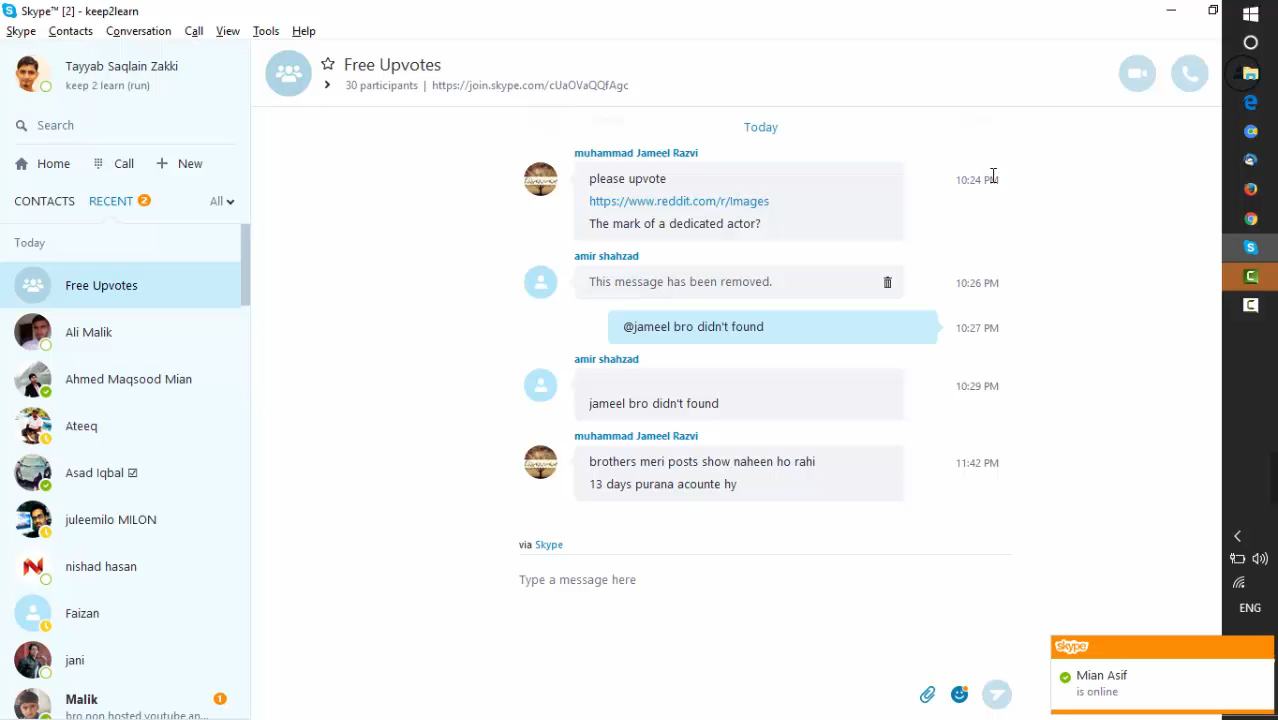 Skype™ [2] - keep2learn
Skype Contacts Conversation Call View Tools Help
Tayyab Saqlain Zakki
keep 2 learn (run)
Search
Home Call New
CONTACTS RECENT 2 All
Today
Free Upvotes
Ali Malik
Ahmed Maqsood Mian
Ateeq
Asad Iqbal ☑
juleemilo MILON
nishad hasan
Faizan
jani
Malik 1
bro non hosted youtube an...
Free Upvotes
30 participants | https://join.skype.com/cUaOVaQQfAgc
Today
muhammad Jameel Razvi
please upvote 10:24 PM
https://www.reddit.com/r/Images
The mark of a dedicated actor?
amir shahzad
This message has been removed. 10:26 PM
@jameel bro didn't found 10:27 PM
amir shahzad
10:29 PM
jameel bro didn't found
muhammad Jameel Razvi
brothers meri posts show naheen ho rahi 11:42 PM
13 days purana acounte hy
via Skype
Type a message here
ENG
skype
Mian Asif
is online